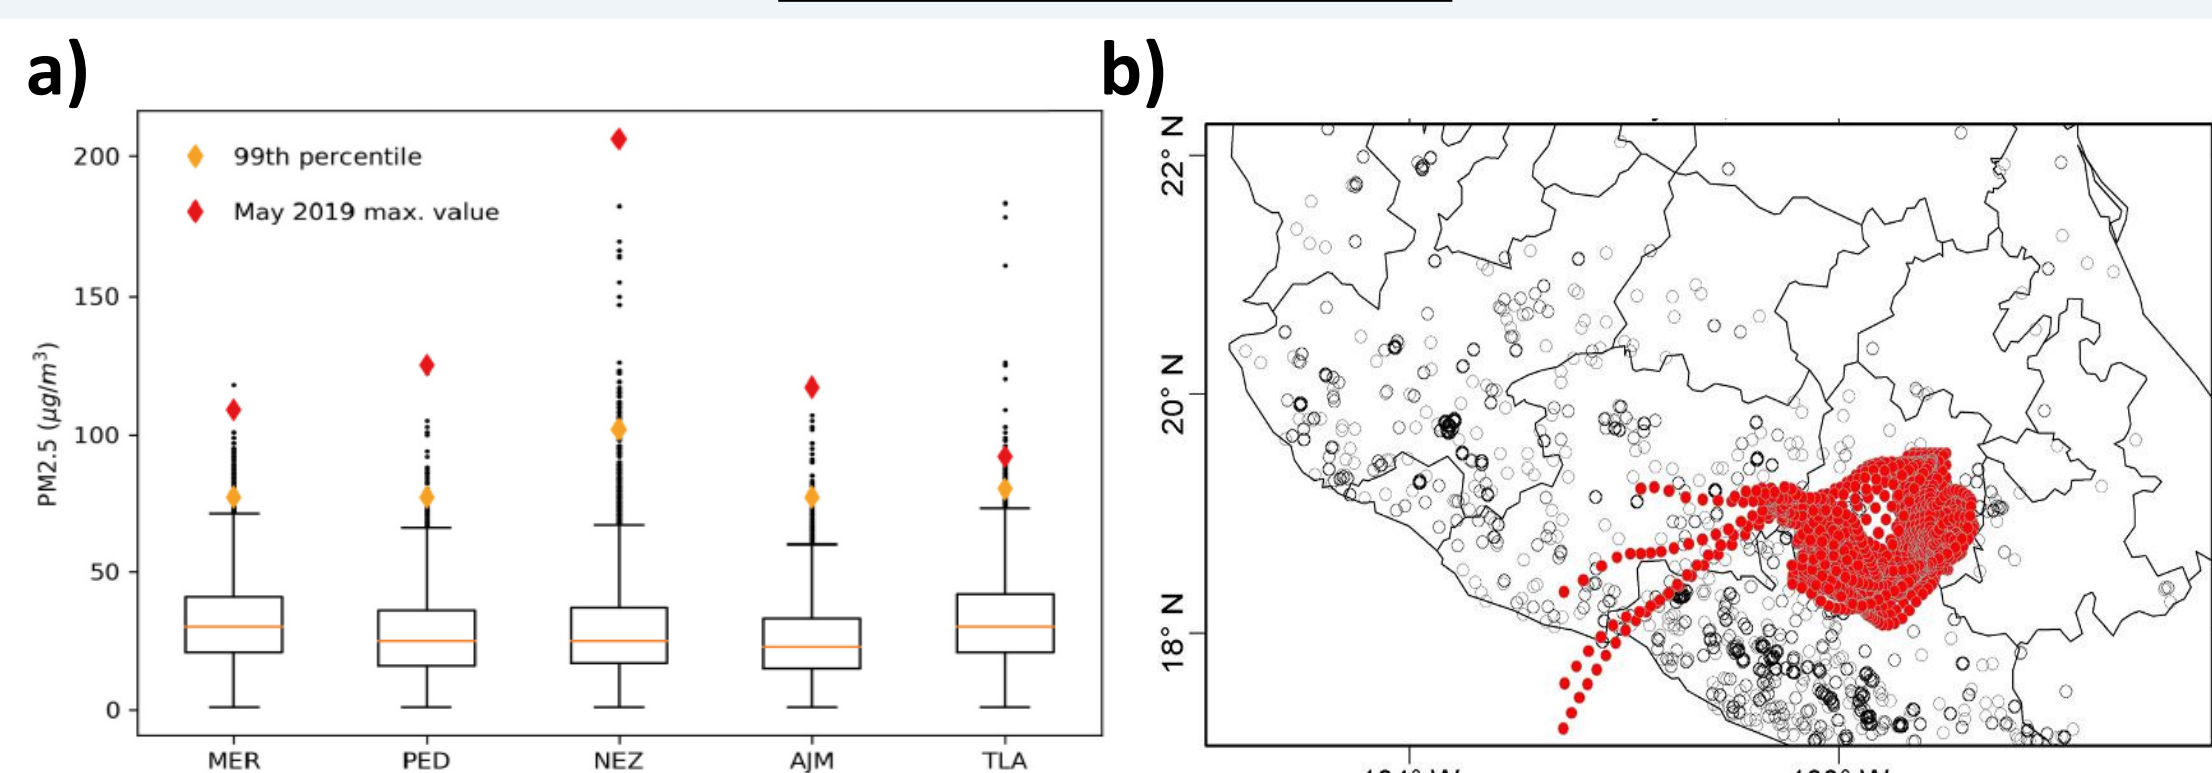 a)
b)
99th percentile
May 2019 max. value
PM2.5 (μg/m³)
200
150
100
50
0
MER PED NEZ AJM TLA
22° N
20° N
18° N